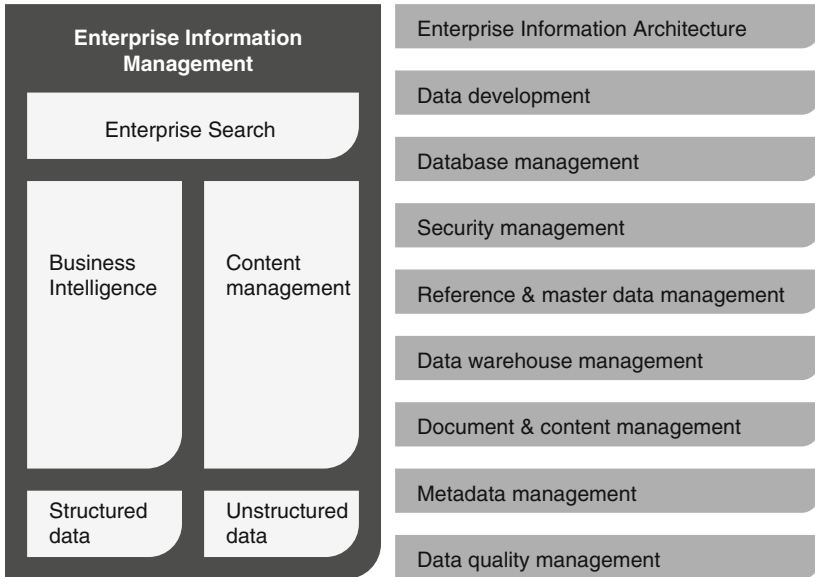 Enterprise Information
Management
Enterprise Search
Business
Intelligence
Content
management
Structured
data
Unstructured
data
Enterprise Information Architecture
Data development
Database management
Security management
Reference & master data management
Data warehouse management
Document & content management
Metadata management
Data quality management